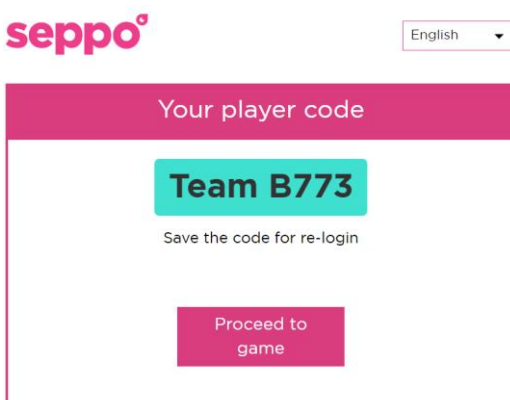 seppo
English
Your player code
Team B773
Save the code for re-login
Proceed to
game